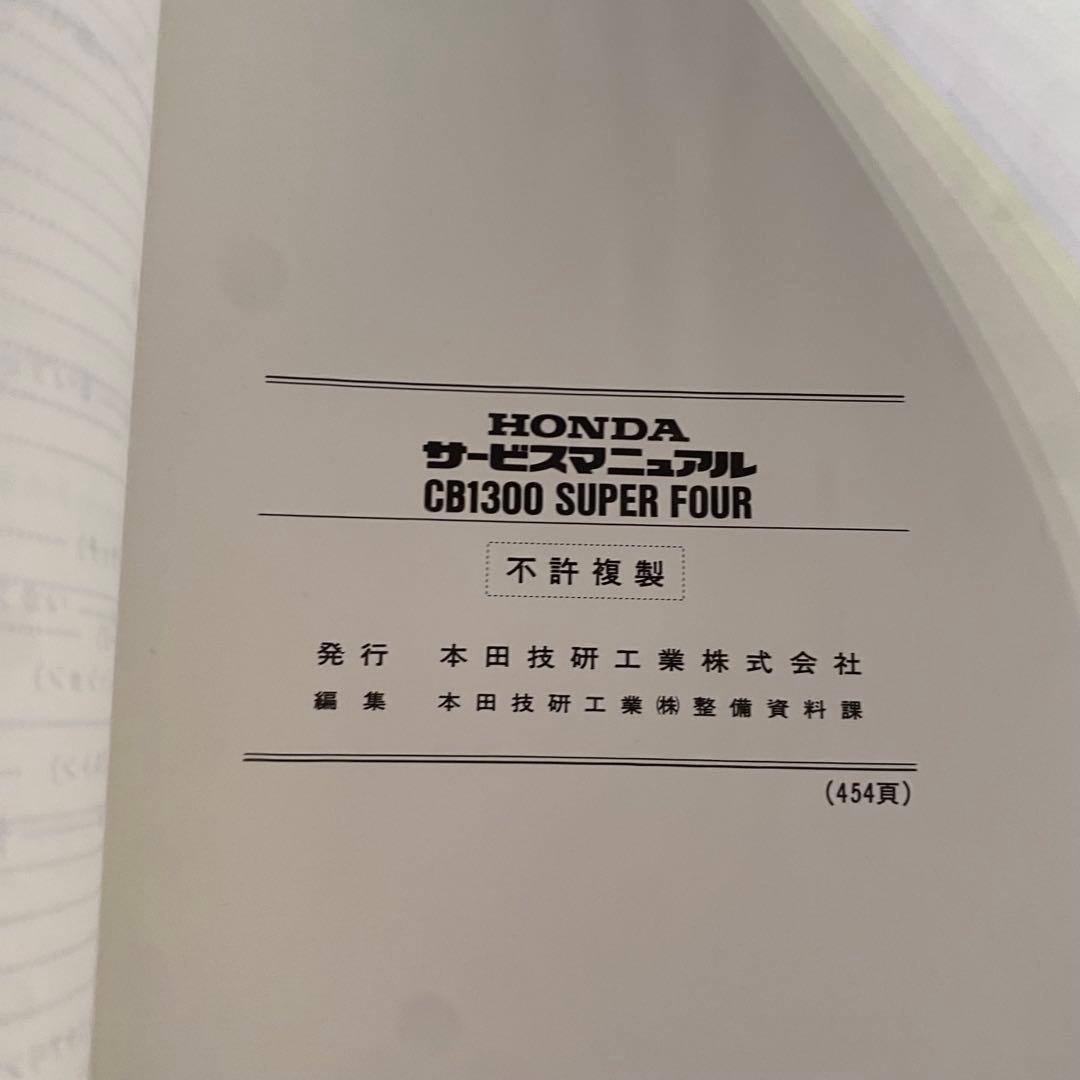 HONDA
サービスマニュアル
CB1300 SUPER FOUR
不許複製
発行 本田技研工業株式会社
編集 本田技研工業㈱整備資料課
(454頁)